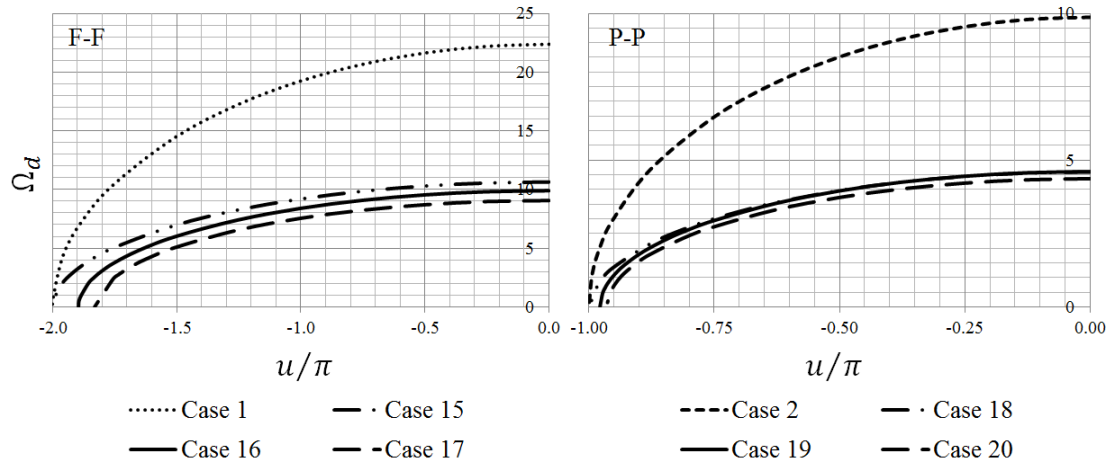 F-F
25
20
15
10
5
0
Ω_d
-2.0 -1.5 -1.0 -0.5 0.0
u/π
Case 1 Case 15
Case 16 Case 17
P-P
10
5
0
-1.00 -0.75 -0.50 -0.25 0.00
u/π
Case 2 Case 18
Case 19 Case 20